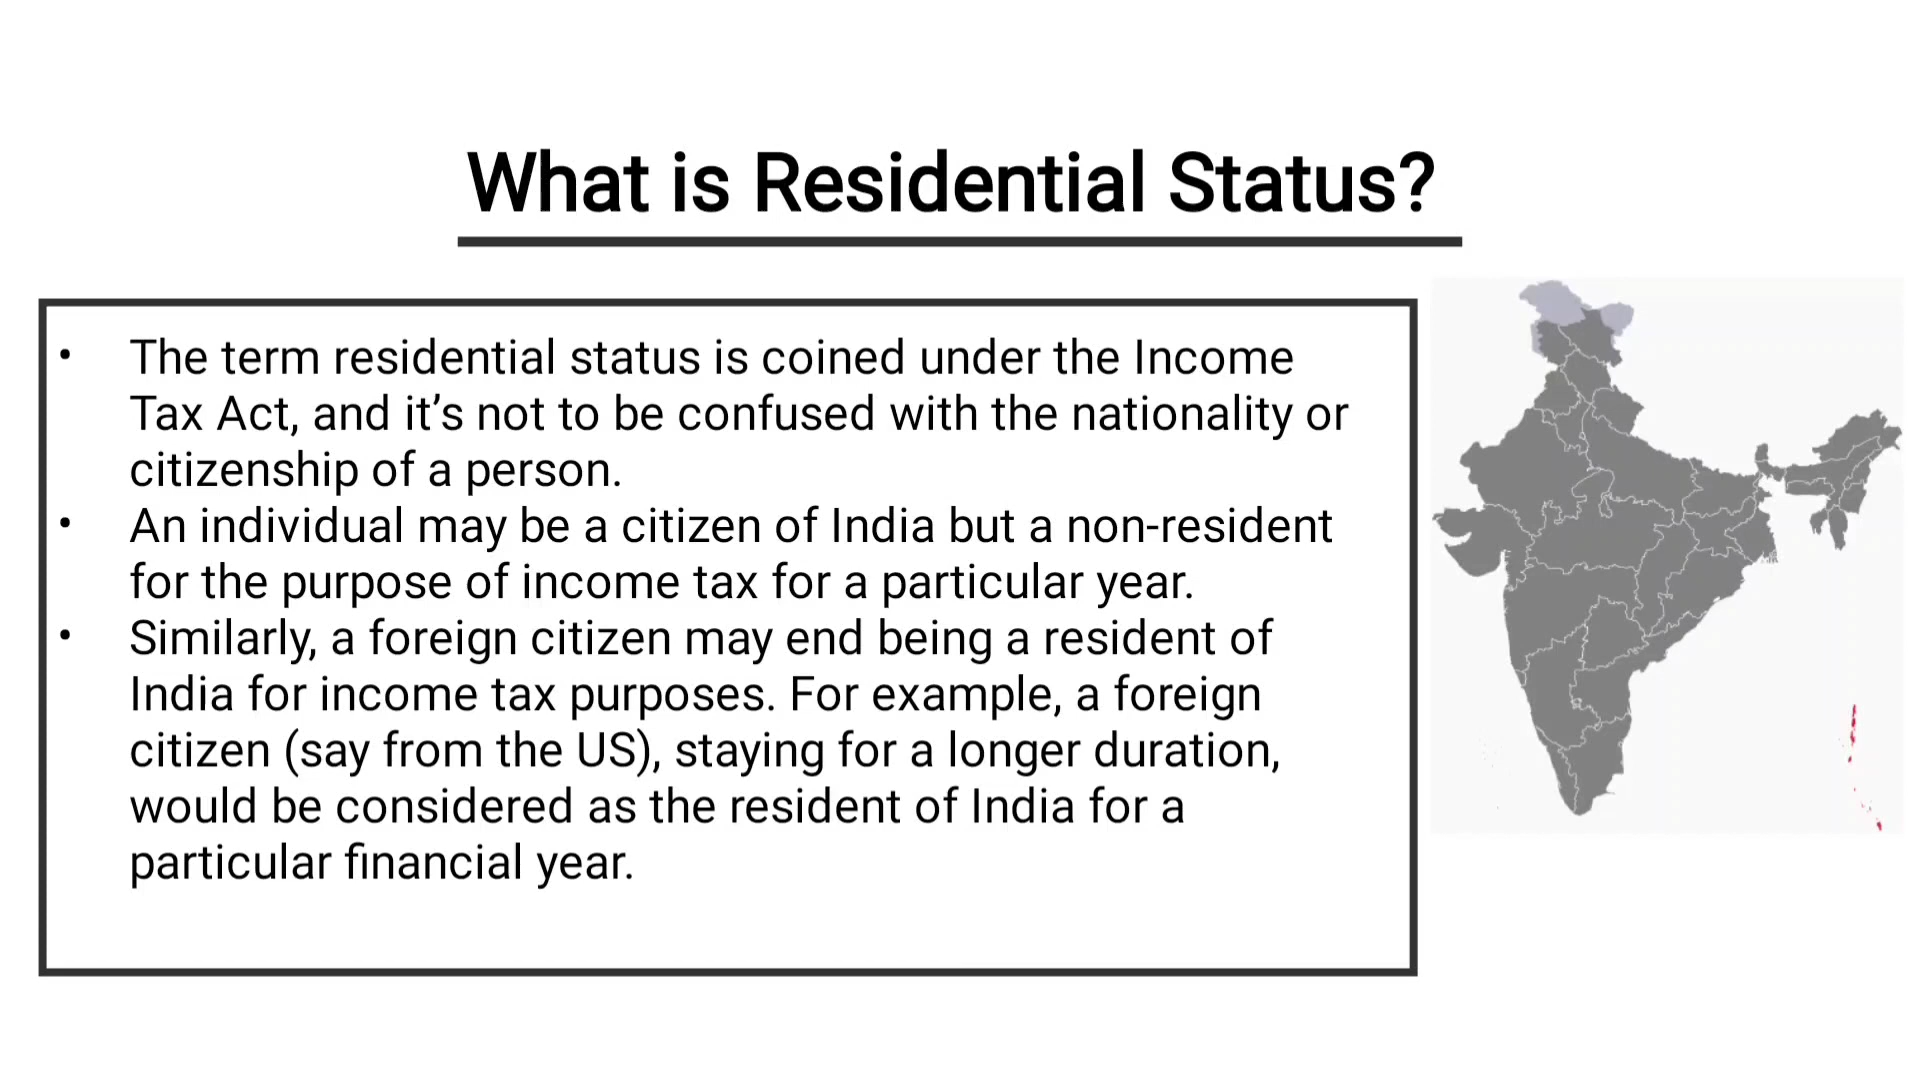 What is Residential Status?
• The term residential status is coined under the Income
Tax Act, and it’s not to be confused with the nationality or
citizenship of a person.
• An individual may be a citizen of India but a non-resident
for the purpose of income tax for a particular year.
• Similarly, a foreign citizen may end being a resident of
India for income tax purposes. For example, a foreign
citizen (say from the US), staying for a longer duration,
would be considered as the resident of India for a
particular financial year.